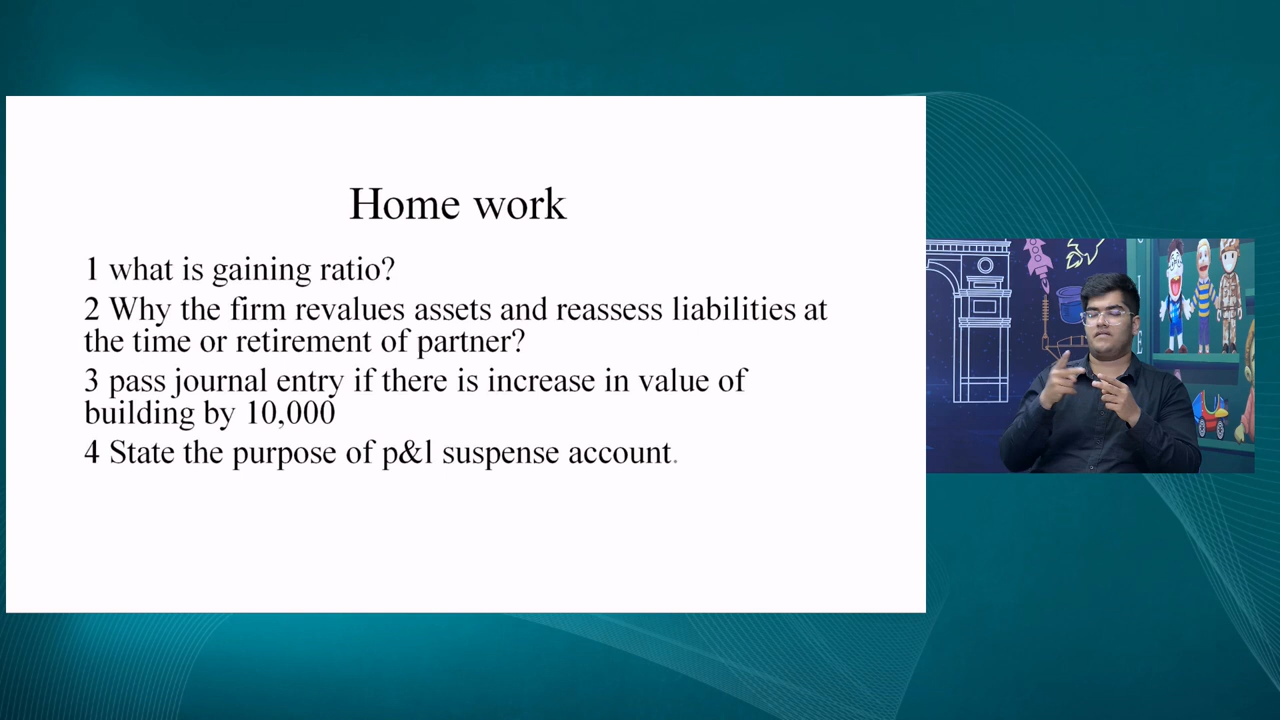 Home work
1 what is gaining ratio?
2 Why the firm revalues assets and reassess liabilities at
the time or retirement of partner?
3 pass journal entry if there is increase in value of
building by 10,000
4 State the purpose of p&l suspense account.